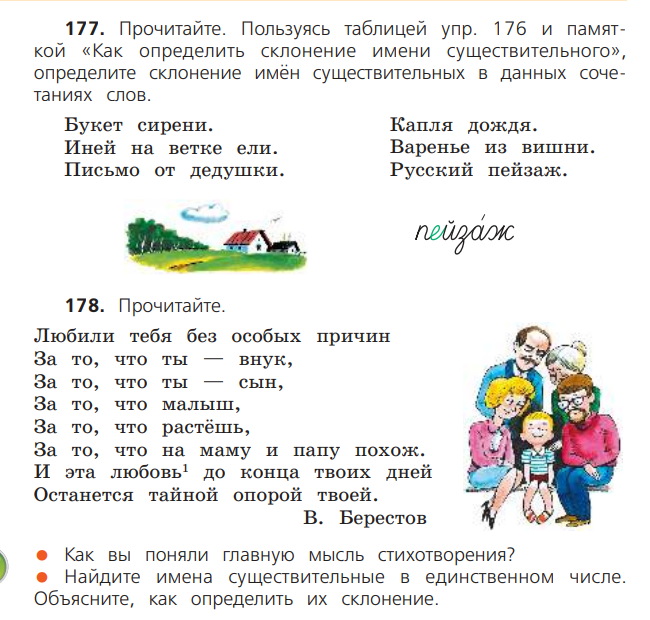 177. Прочитайте. Пользуясь таблицей упр. 176 и памят-
кой «Как определить склонение имени существительного»,
определите склонение имён существительных в данных соче-
таниях слов.
Букет сирени.
Иней на ветке ели.
Письмо от дедушки.
Капля дождя.
Варенье из вишни.
Русский пейзаж.
пейза́ж
178. Прочитайте.
Любили тебя без особых причин
За то, что ты — внук,
За то, что ты — сын,
За то, что малыш,
За то, что растёшь,
За то, что на маму и папу похож.
И эта любовь¹ до конца твоих дней
Останется тайной опорой твоей.
В. Берестов
● Как вы поняли главную мысль стихотворения?
● Найдите имена существительные в единственном числе.
Объясните, как определить их склонение.